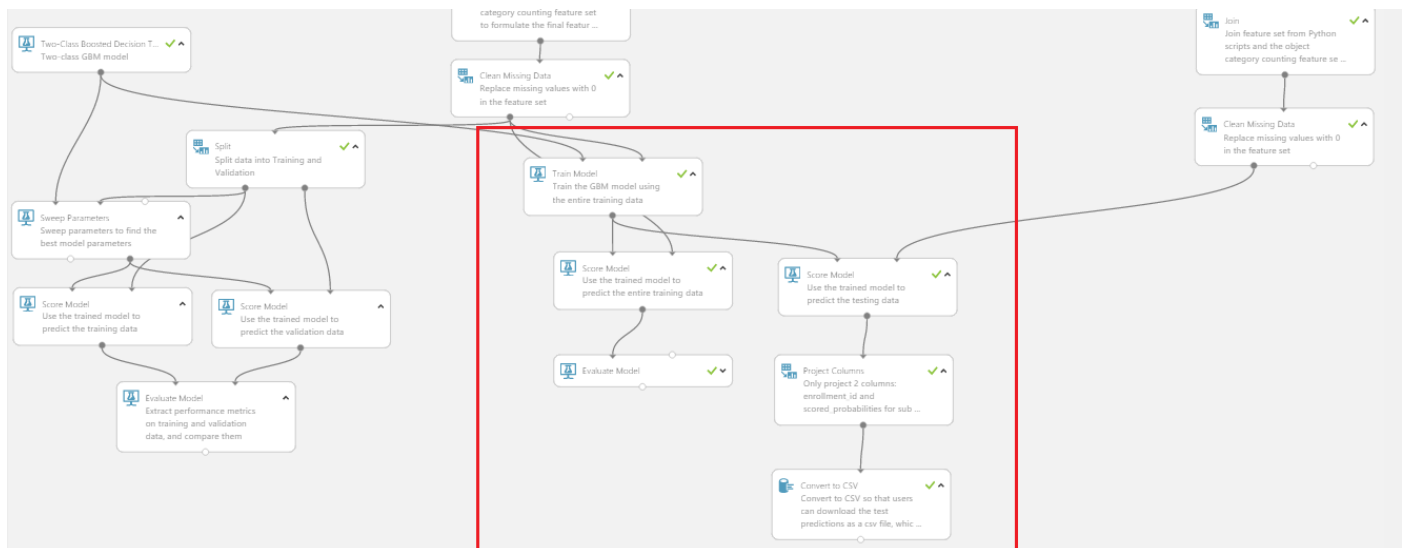 category counting feature set
to formulate the final featur ...
Join
Join feature set from Python
scripts and the object
category counting feature se ...
Two-Class Boosted Decision T...
Two-class GBM model
Clean Missing Data
Replace missing values with 0
in the feature set
Clean Missing Data
Replace missing values with 0
in the feature set
Split
Split data into Training and
Validation
Train Model
Train the GBM model using
the entire training data
Sweep Parameters
Sweep parameters to find the
best model parameters
Score Model
Use the trained model to
predict the entire training data
Score Model
Use the trained model to
predict the testing data
Score Model
Use the trained model to
predict the training data
Score Model
Use the trained model to
predict the validation data
Evaluate Model
Project Columns
Only project 2 columns:
enrollment_id and
scored_probabilities for sub ...
Evaluate Model
Extract performance metrics
on training and validation
data, and compare them
Convert to CSV
Convert to CSV so that users
can download the test
predictions as a csv file, whic ...